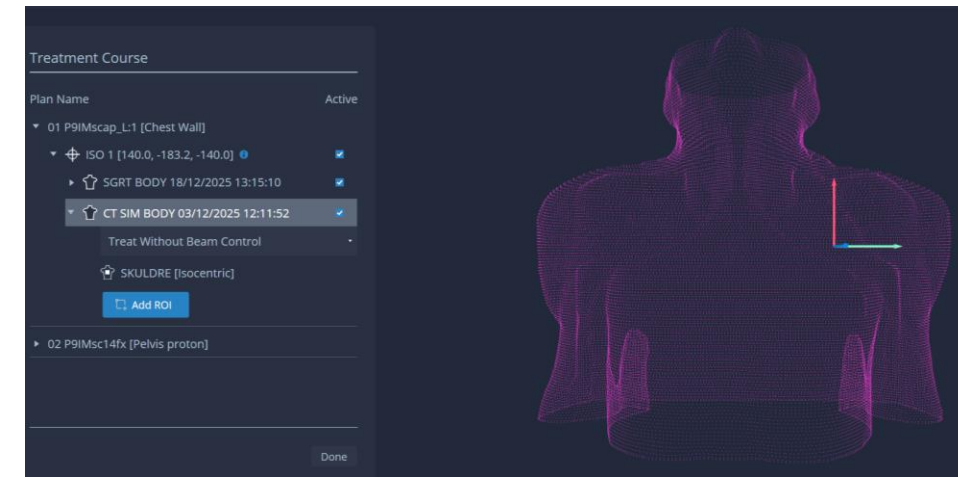 Treatment Course
Plan Name Active
01 P9IMscap_L:1 [Chest Wall]
ISO 1 [140.0, -183.2, -140.0]
SGRT BODY 18/12/2025 13:15:10
CT SIM BODY 03/12/2025 12:11:52
Treat Without Beam Control
SKULDRE [Isocentric]
Add ROI
02 P9IMsc14fx [Pelvis proton]
Done